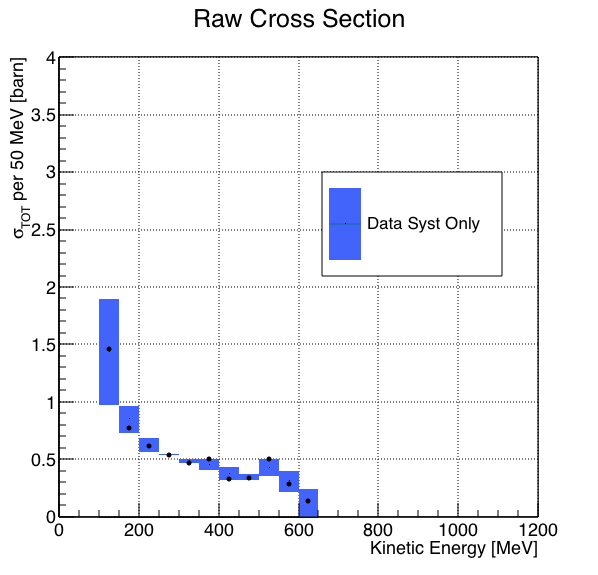 Raw Cross Section
σTOT per 50 MeV [barn]
4
3.5
3
2.5
2
1.5
1
0.5
0
Data Syst Only
0 200 400 600 800 1000 1200
Kinetic Energy [MeV]